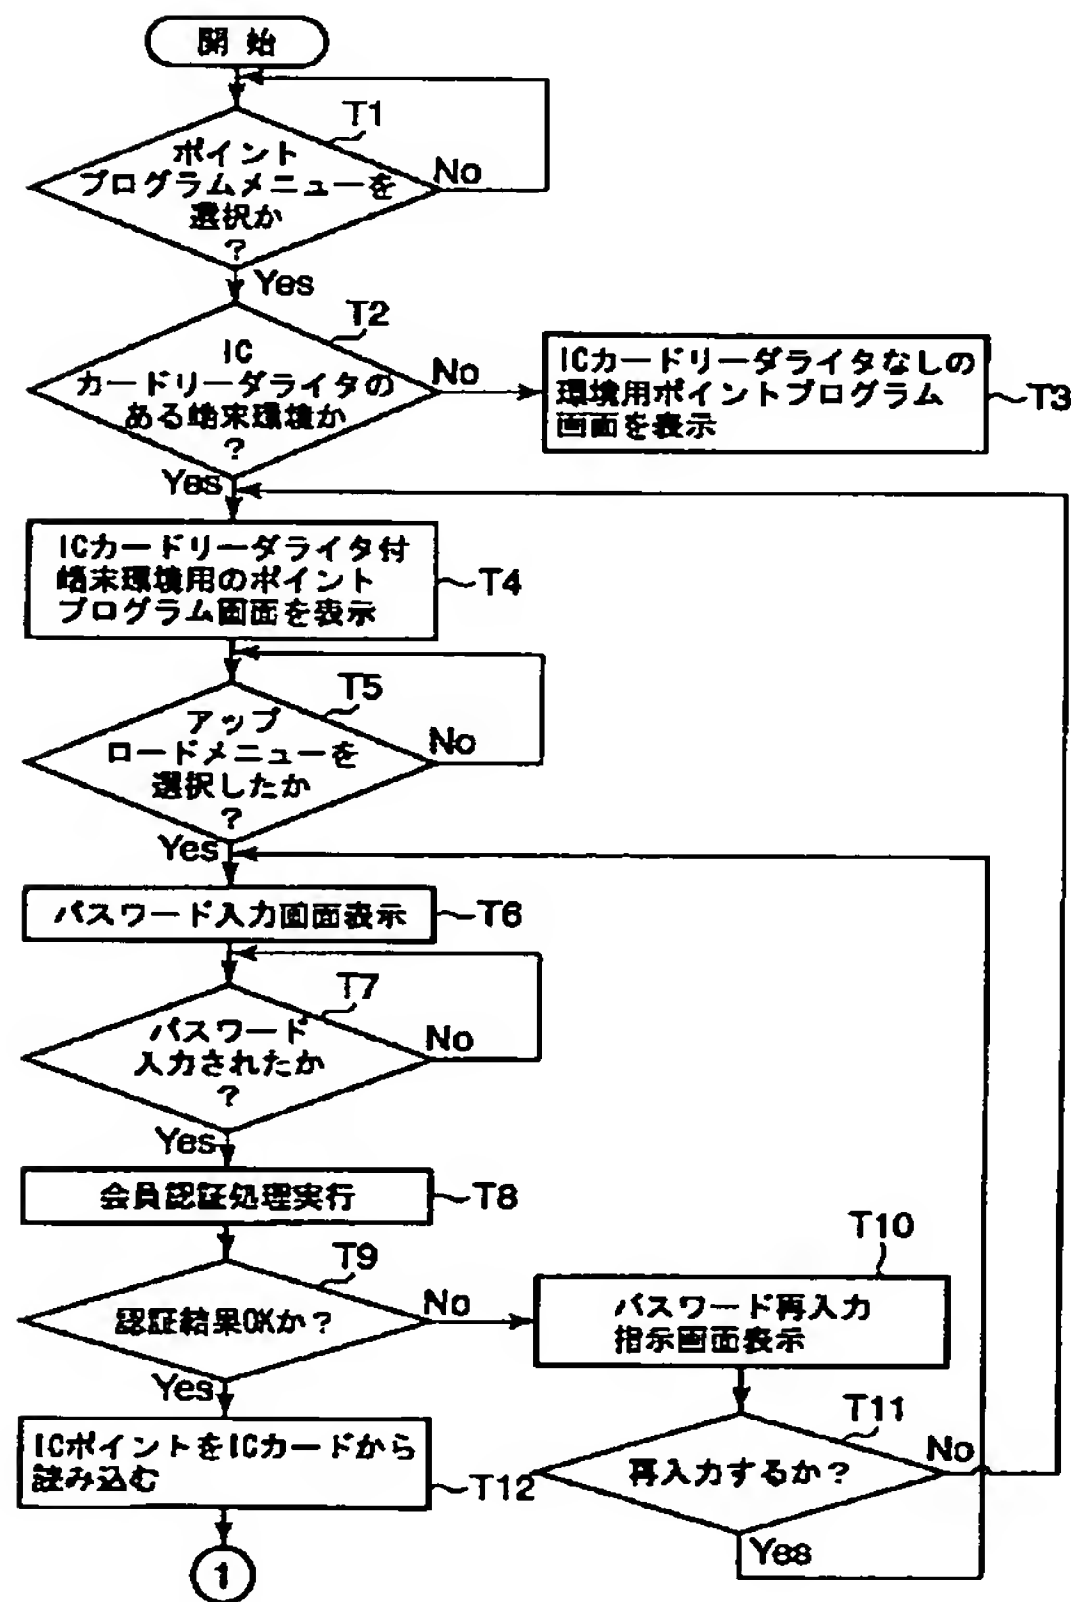 開始
T1
ポイント
プログラムメニューを
選択か
?
No
Yes
T2
IC
カードリーダライタの
ある端末環境か
?
No
ICカードリーダライタなしの
環境用ポイントプログラム
画面を表示
T3
Yes
ICカードリーダライタ付
端末環境用のポイント
プログラム画面を表示
T4
T5
アップ
ロードメニューを
選択したか
?
No
Yes
パスワード入力画面表示
T6
T7
パスワード
入力されたか
?
No
Yes
会員認証処理実行
T8
T9
認証結果OKか?
No
T10
パスワード再入力
指示画面表示
Yes
T11
再入力するか?
No
Yes
ICポイントをICカードから
読み込む
T12
1